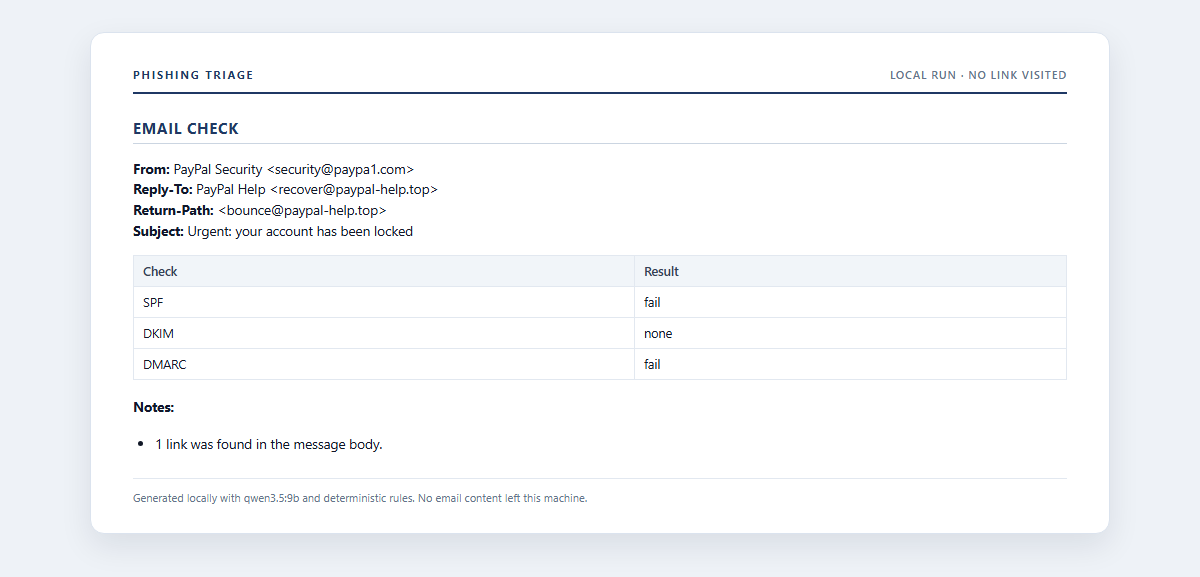 PHISHING TRIAGE
LOCAL RUN · NO LINK VISITED
EMAIL CHECK
From: PayPal Security <security@paypa1.com>
Reply-To: PayPal Help <recover@paypal-help.top>
Return-Path: <bounce@paypal-help.top>
Subject: Urgent: your account has been locked
Check Result
SPF fail
DKIM none
DMARC fail
Notes:
• 1 link was found in the message body.
Generated locally with qwen3.5:9b and deterministic rules. No email content left this machine.